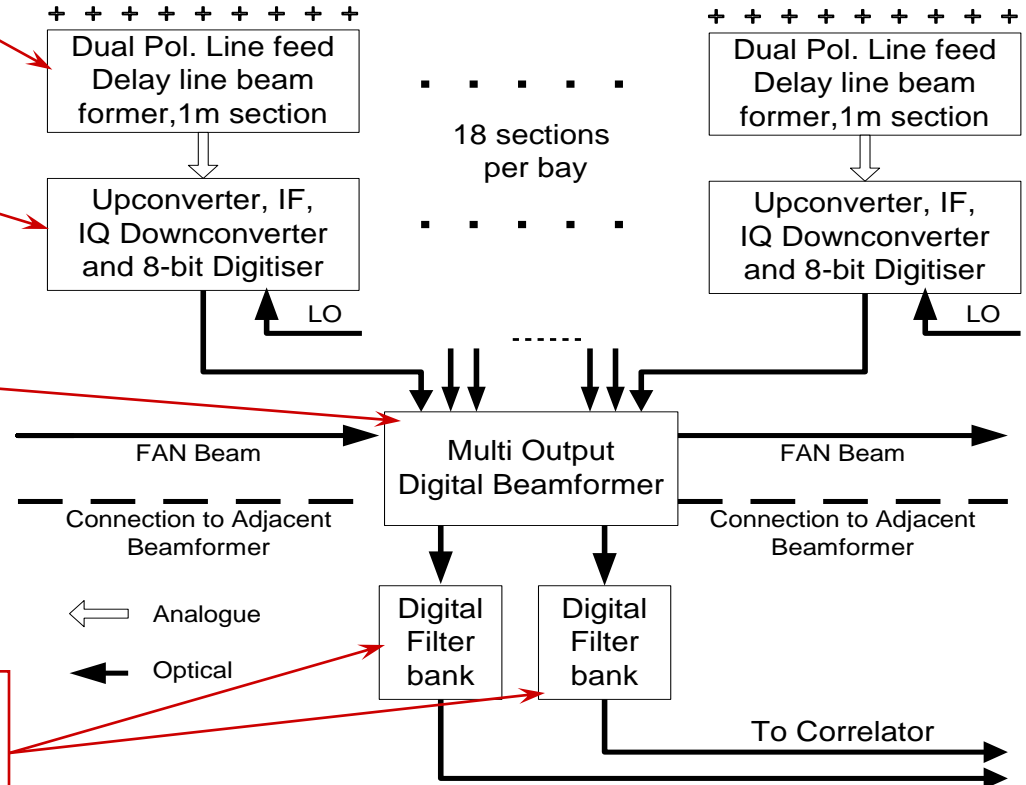 + + + + + + + + +
+ + + + + + + + +
Dual Pol. Line feed
Delay line beam
former,1m section
18 sections
per bay
Dual Pol. Line feed
Delay line beam
former,1m section
Upconverter, IF,
IQ Downconverter
and 8-bit Digitiser
Upconverter, IF,
IQ Downconverter
and 8-bit Digitiser
LO
LO
FAN Beam
Multi Output
Digital Beamformer
FAN Beam
Connection to Adjacent
Beamformer
Connection to Adjacent
Beamformer
Analogue
Optical
Digital
Filter
bank
Digital
Filter
bank
To Correlator